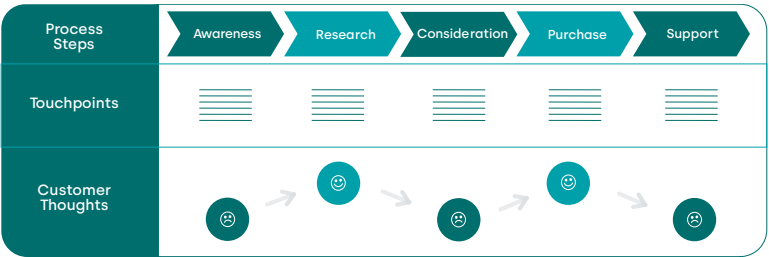 Process
Steps
Awareness
Research
Consideration
Purchase
Support
Touchpoints
Customer
Thoughts